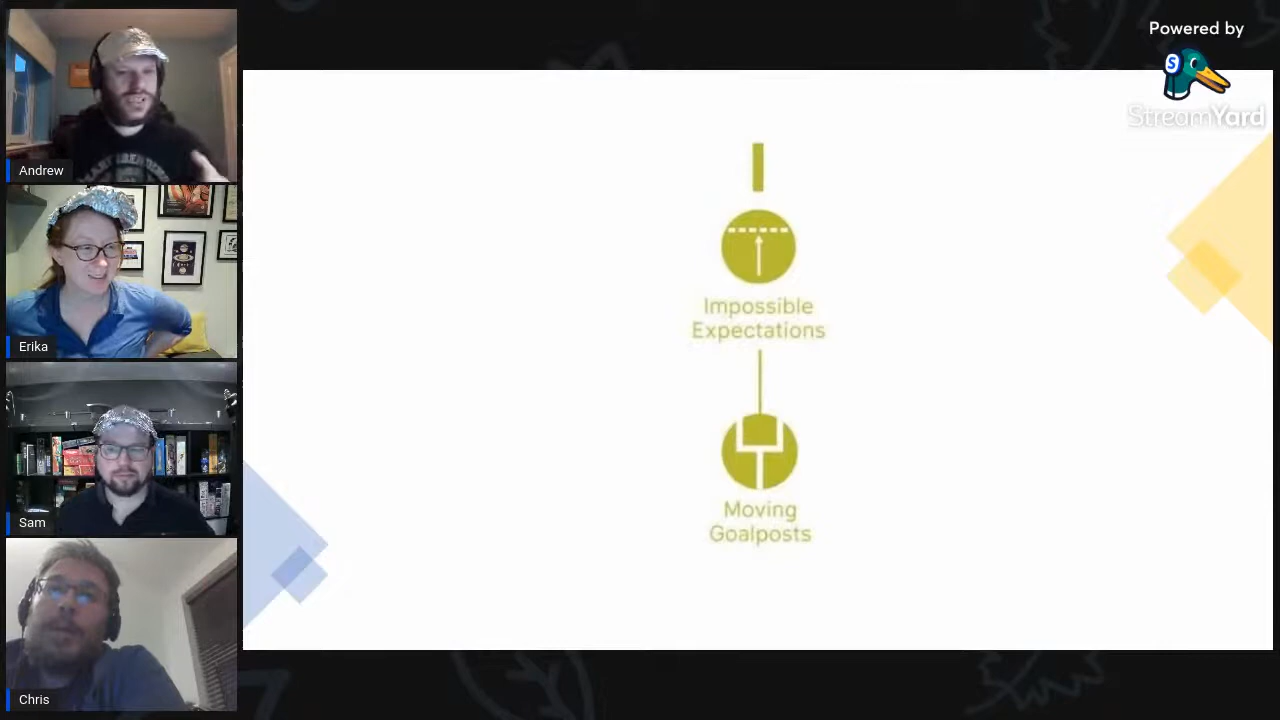 Powered by
StreamYard
Andrew
Erika
Sam
Chris
Impossible
Expectations
Moving
Goalposts